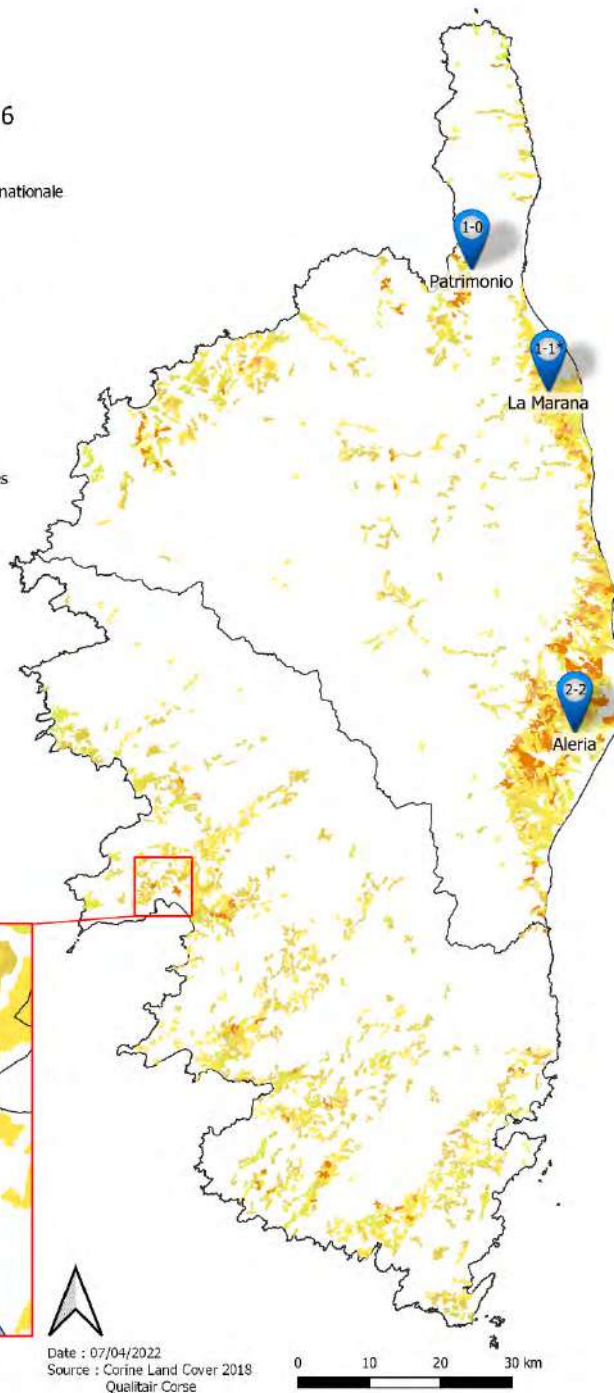 6
nationale
1-0
Patrimonio
1-1*
La Marana
s
2-2
Aleria
Date : 07/04/2022
Source : Corine Land Cover 2018
Qualitair Corse
0 10 20 30 km